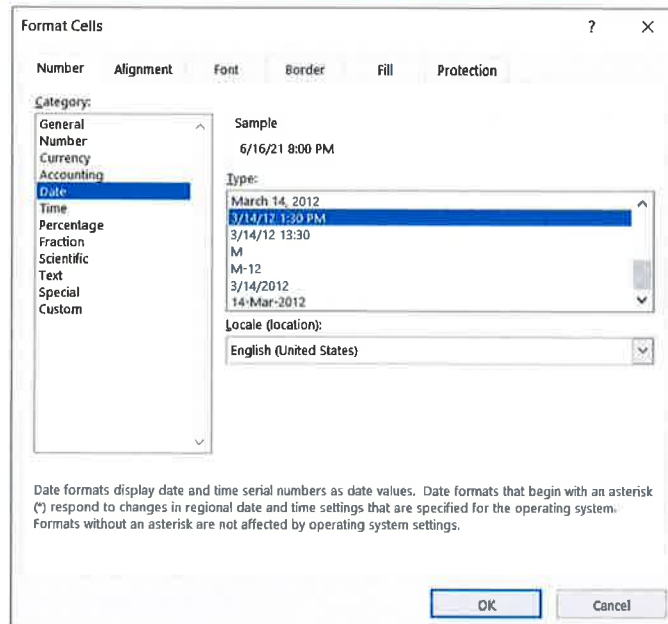 Format Cells ? ×
Number Alignment Font Border Fill Protection
Category:
General
Number
Currency
Accounting
Date
Time
Percentage
Fraction
Scientific
Text
Special
Custom
Sample
6/16/21 8:00 PM
Type:
March 14, 2012
3/14/12 1:30 PM
3/14/12 13:30
M
M-12
3/14/2012
14-Mar-2012
Locale (location):
English (United States)
Date formats display date and time serial numbers as date values. Date formats that begin with an asterisk
(*) respond to changes in regional date and time settings that are specified for the operating system.
Formats without an asterisk are not affected by operating system settings.
OK Cancel